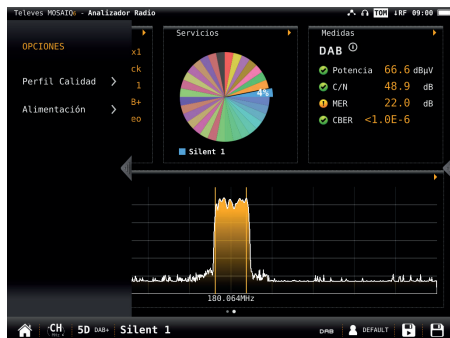 Televes MOSAIQ6 - Analizador Radio
TOM ↓RF 09:00
OPCIONES
Perfil Calidad >
Alimentación >
x1
ck
1
B+
eo
Servicios
4%
Silent 1
Medidas
DAB
Potencia 66.6 dBµV
C/N 48.9 dB
MER 22.0 dB
CBER <1.0E-6
180.064MHz
CH 5D DAB+ Silent 1
DAB DEFAULT